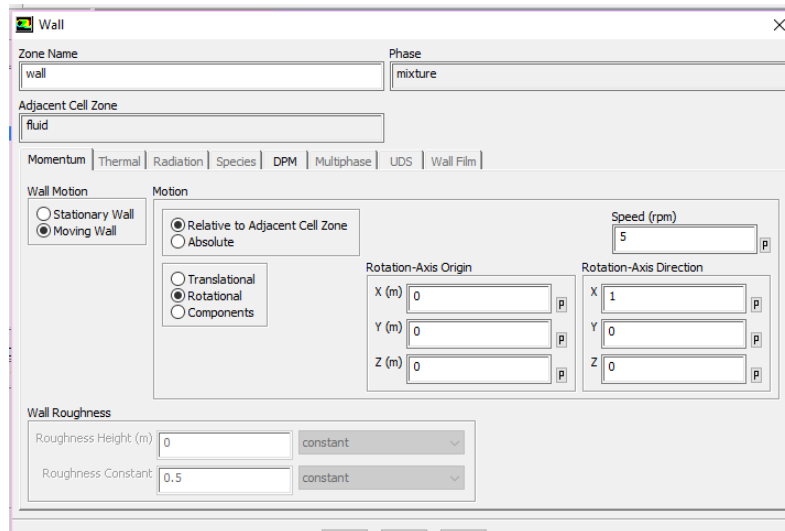 Wall
Zone Name Phase
wall mixture
Adjacent Cell Zone
fluid
Momentum Thermal Radiation Species DPM Multiphase UDS Wall Film
Wall Motion Motion
Stationary Wall
Moving Wall
Relative to Adjacent Cell Zone
Absolute
Speed (rpm)
5 P
Translational
Rotational
Components
Rotation-Axis Origin Rotation-Axis Direction
X (m) 0 P X 1 P
Y (m) 0 P Y 0 P
Z (m) 0 P Z 0 P
Wall Roughness
Roughness Height (m) 0 constant
Roughness Constant 0.5 constant